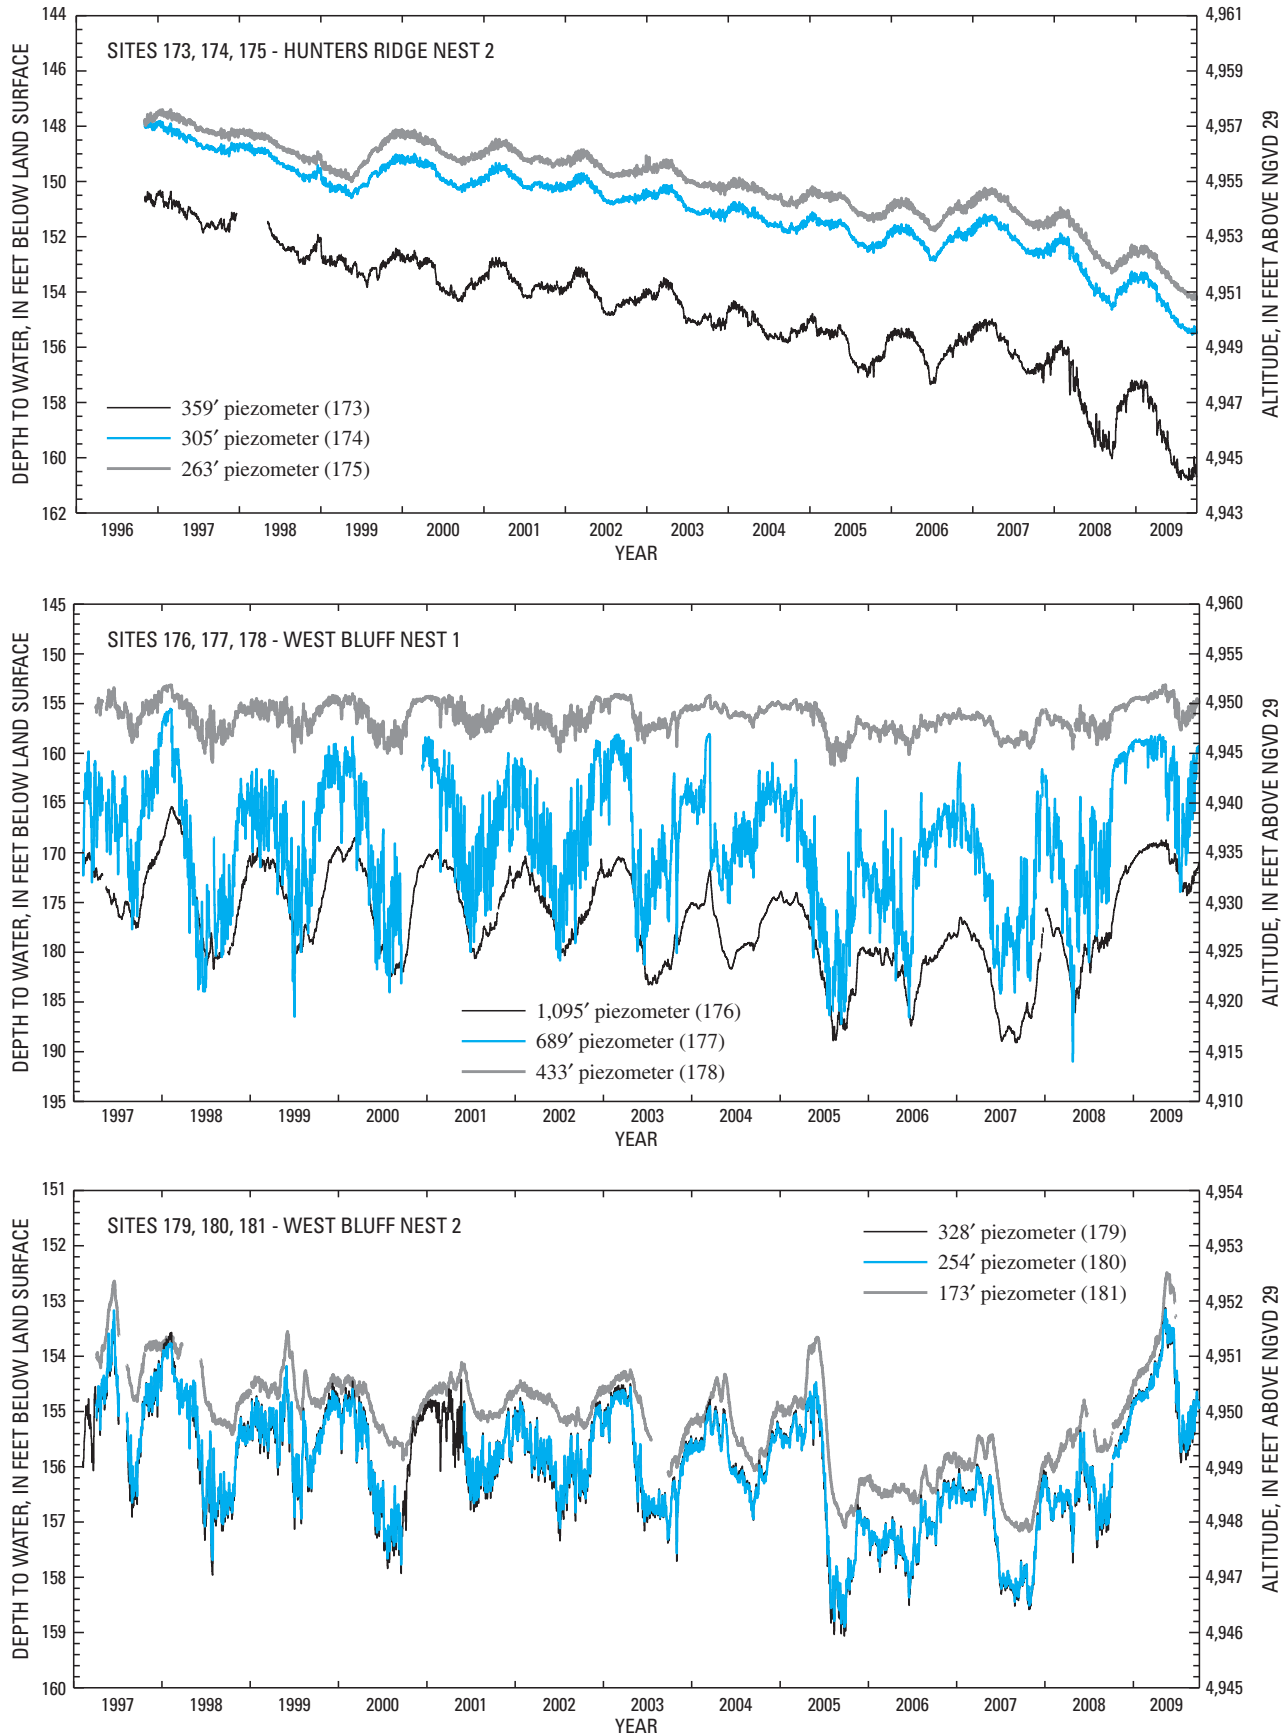 SITES 173, 174, 175 - HUNTERS RIDGE NEST 2
DEPTH TO WATER, IN FEET BELOW LAND SURFACE
144
146
148
150
152
154
156
158
160
162
4,961
4,959
4,957
4,955
4,953
4,951
4,949
4,947
4,945
4,943
ALTITUDE, IN FEET ABOVE NGVD 29
359′ piezometer (173)
305′ piezometer (174)
263′ piezometer (175)
1996 1997 1998 1999 2000 2001 2002 2003 2004 2005 2006 2007 2008 2009
YEAR
SITES 176, 177, 178 - WEST BLUFF NEST 1
DEPTH TO WATER, IN FEET BELOW LAND SURFACE
145
150
155
160
165
170
175
180
185
190
195
4,960
4,955
4,950
4,945
4,940
4,935
4,930
4,925
4,920
4,915
4,910
ALTITUDE, IN FEET ABOVE NGVD 29
1,095′ piezometer (176)
689′ piezometer (177)
433′ piezometer (178)
1997 1998 1999 2000 2001 2002 2003 2004 2005 2006 2007 2008 2009
YEAR
SITES 179, 180, 181 - WEST BLUFF NEST 2
DEPTH TO WATER, IN FEET BELOW LAND SURFACE
151
152
153
154
155
156
157
158
159
160
4,954
4,953
4,952
4,951
4,950
4,949
4,948
4,947
4,946
4,945
ALTITUDE, IN FEET ABOVE NGVD 29
328′ piezometer (179)
254′ piezometer (180)
173′ piezometer (181)
1997 1998 1999 2000 2001 2002 2003 2004 2005 2006 2007 2008 2009
YEAR